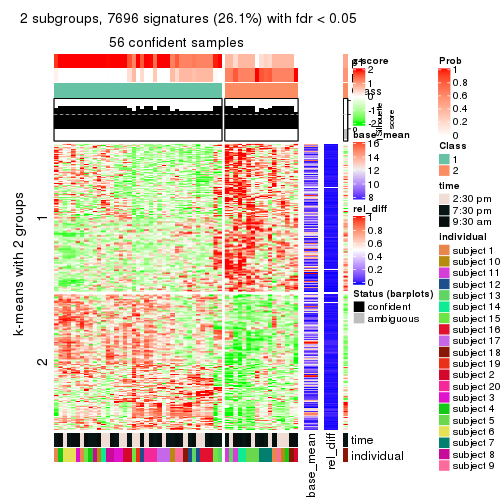 2 subgroups, 7696 signatures (26.1%) with fdr < 0.05
56 confident samples
k-means with 2 groups
1
2
z-score
2
1
0
-1
-2
Silhouette
score
base_mean
16
14
12
10
8
rel_diff
1
0.8
0.6
0.4
0.2
0
Status (barplots)
confident
ambiguous
Prob
1
0.8
0.6
0.4
0.2
0
Class
1
2
time
2:30 pm
7:30 pm
9:30 am
individual
subject 1
subject 10
subject 11
subject 12
subject 13
subject 14
subject 15
subject 16
subject 17
subject 18
subject 19
subject 2
subject 20
subject 3
subject 4
subject 5
subject 6
subject 7
subject 8
subject 9
time
individual
base_mean
rel_diff